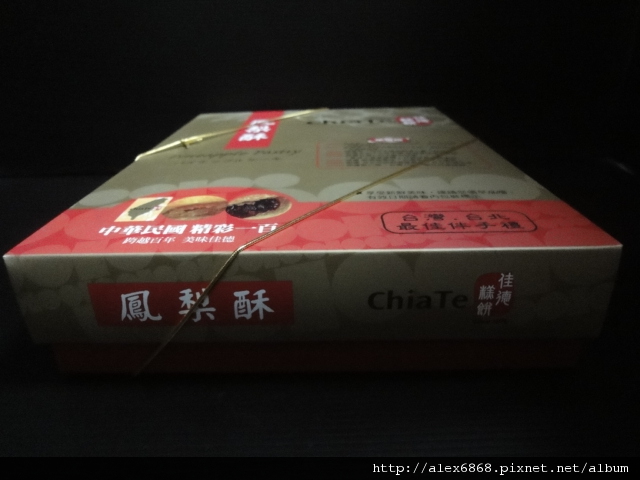 鳳梨酥
ChiaTe
Pineapple Pastry
中華民國 精彩一百
跨越百年 美味佳德
台灣．台北
最佳伴手禮
鳳梨酥
ChiaTe
佳德
糕餅
http://alex6868.pixnet.net/album